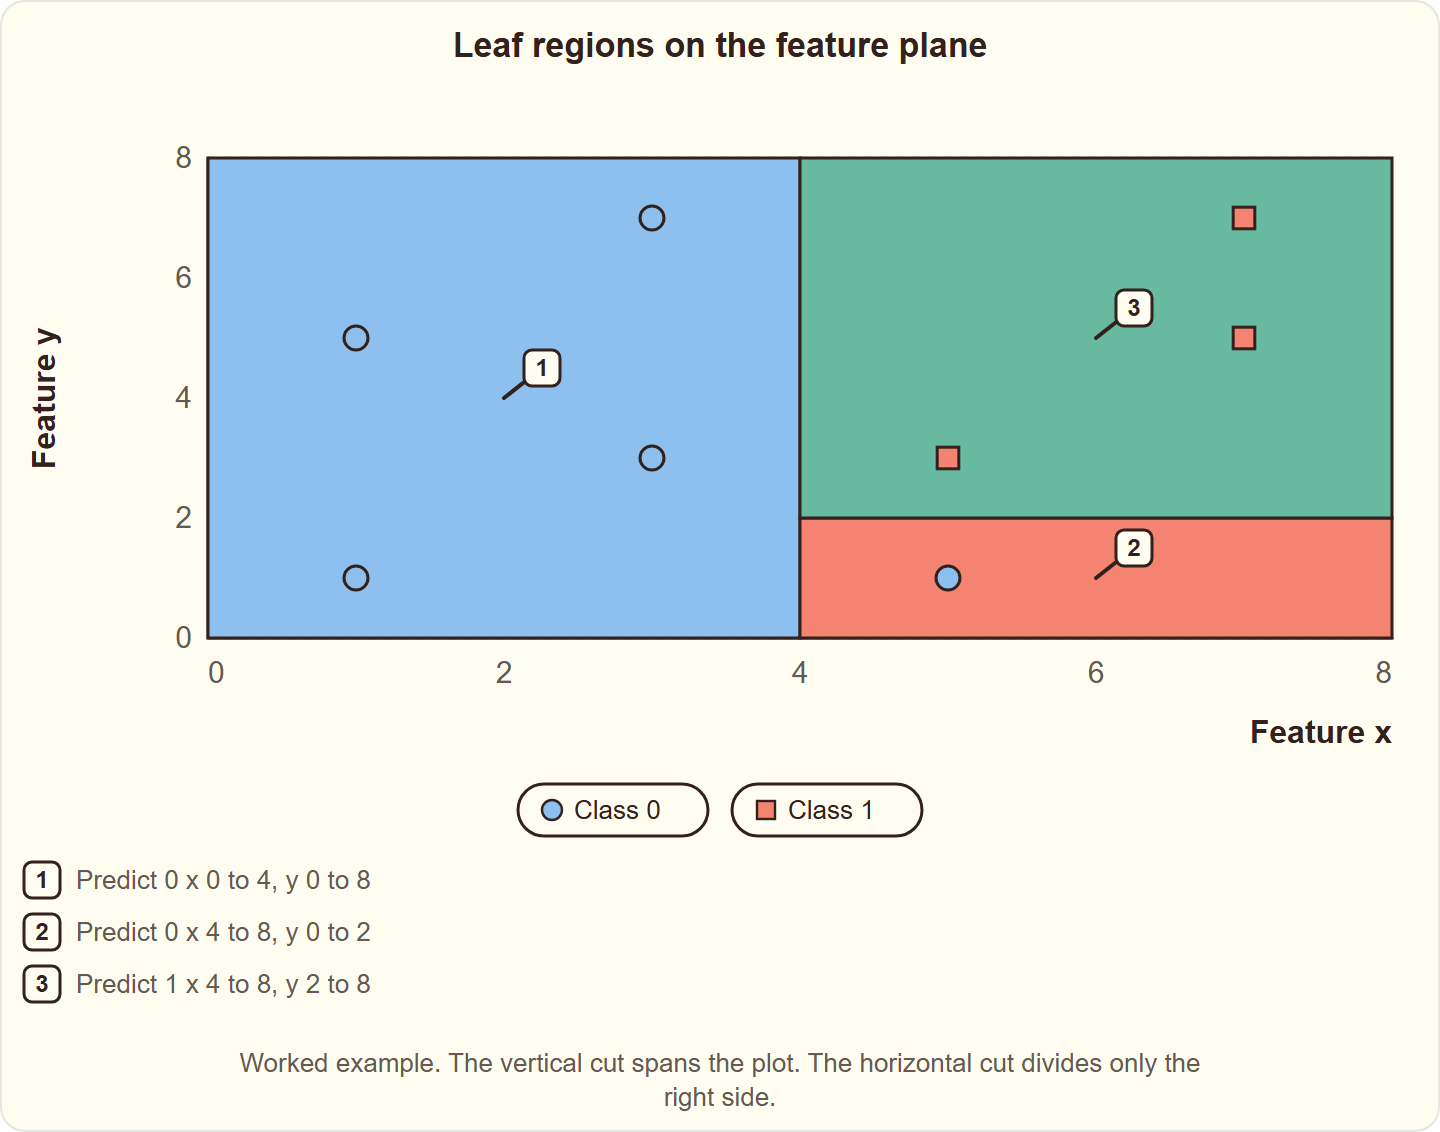 Leaf regions on the feature plane
8
6
4
2
0
Feature y
1
2
3
0 2 4 6 8
Feature x
Class 0 Class 1
1 Predict 0 x 0 to 4, y 0 to 8
2 Predict 0 x 4 to 8, y 0 to 2
3 Predict 1 x 4 to 8, y 2 to 8
Worked example. The vertical cut spans the plot. The horizontal cut divides only the
right side.